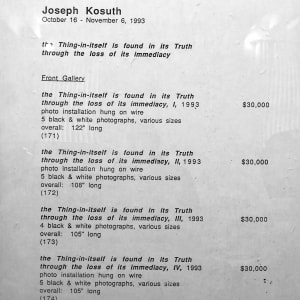 Joseph Kosuth
October 16 - November 6, 1993
the Thing-in-itself is found in its Truth
through the loss of its immediacy
Front Gallery
the Thing-in-itself is found in its Truth
through the loss of its immediacy, I, 1993 $30,000
photo installation hung on wire
5 black & white photographs, various sizes
overall: 122" long
(171)
the Thing-in-itself is found in its Truth
through the loss of its immediacy, II, 1993 $30,000
photo installation hung on wire
5 black & white photographs, various sizes
overall: 108" long
(172)
the Thing-in-itself is found in its Truth
through the loss of its immediacy, III, 1993 $30,000
4 black & white photographs, various sizes
overall: 105" long
(173)
the Thing-in-itself is found in its Truth
through the loss of its immediacy, IV, 1993 $30,000
photo installation hung on wire
5 black & white photographs, various sizes
overall: 105" long
(174)